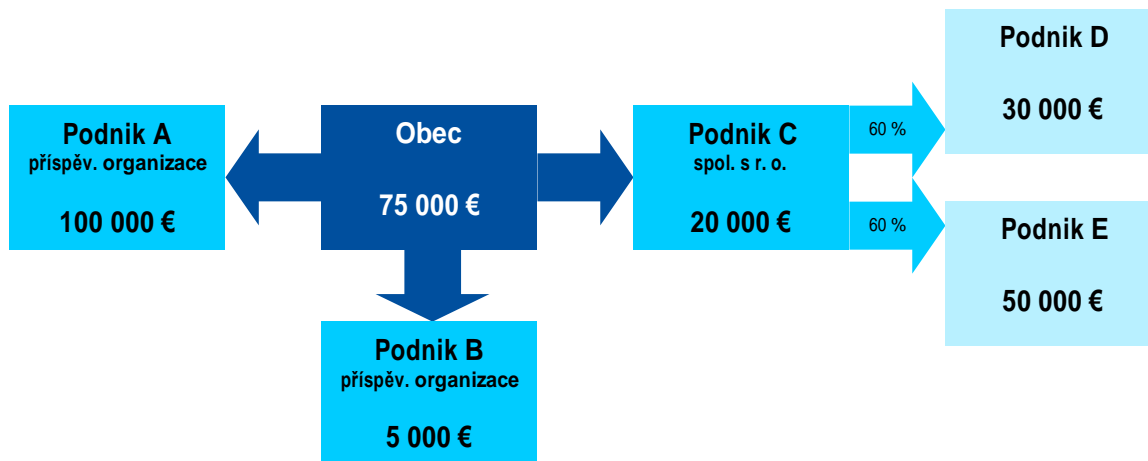 Podnik A
příspěv. organizace
100 000 €
Obec
75 000 €
Podnik B
příspěv. organizace
5 000 €
Podnik C
spol. s r. o.
20 000 €
60 %
60 %
Podnik D
30 000 €
Podnik E
50 000 €